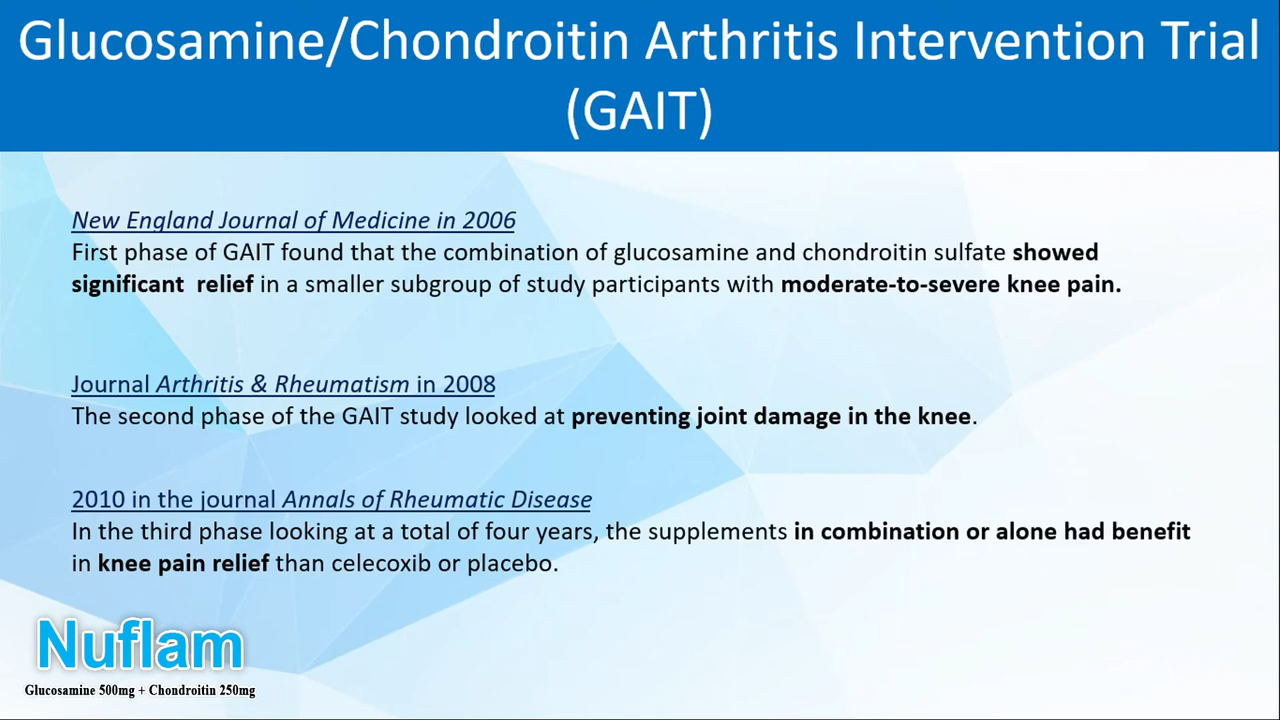 Glucosamine/Chondroitin Arthritis Intervention Trial
(GAIT)
New England Journal of Medicine in 2006
First phase of GAIT found that the combination of glucosamine and chondroitin sulfate showed
significant  relief in a smaller subgroup of study participants with moderate-to-severe knee pain.
Journal Arthritis & Rheumatism in 2008
The second phase of the GAIT study looked at preventing joint damage in the knee.
2010 in the journal Annals of Rheumatic Disease
In the third phase looking at a total of four years, the supplements in combination or alone had benefit
in knee pain relief than celecoxib or placebo.
Nuflam
Glucosamine 500mg + Chondroitin 250mg